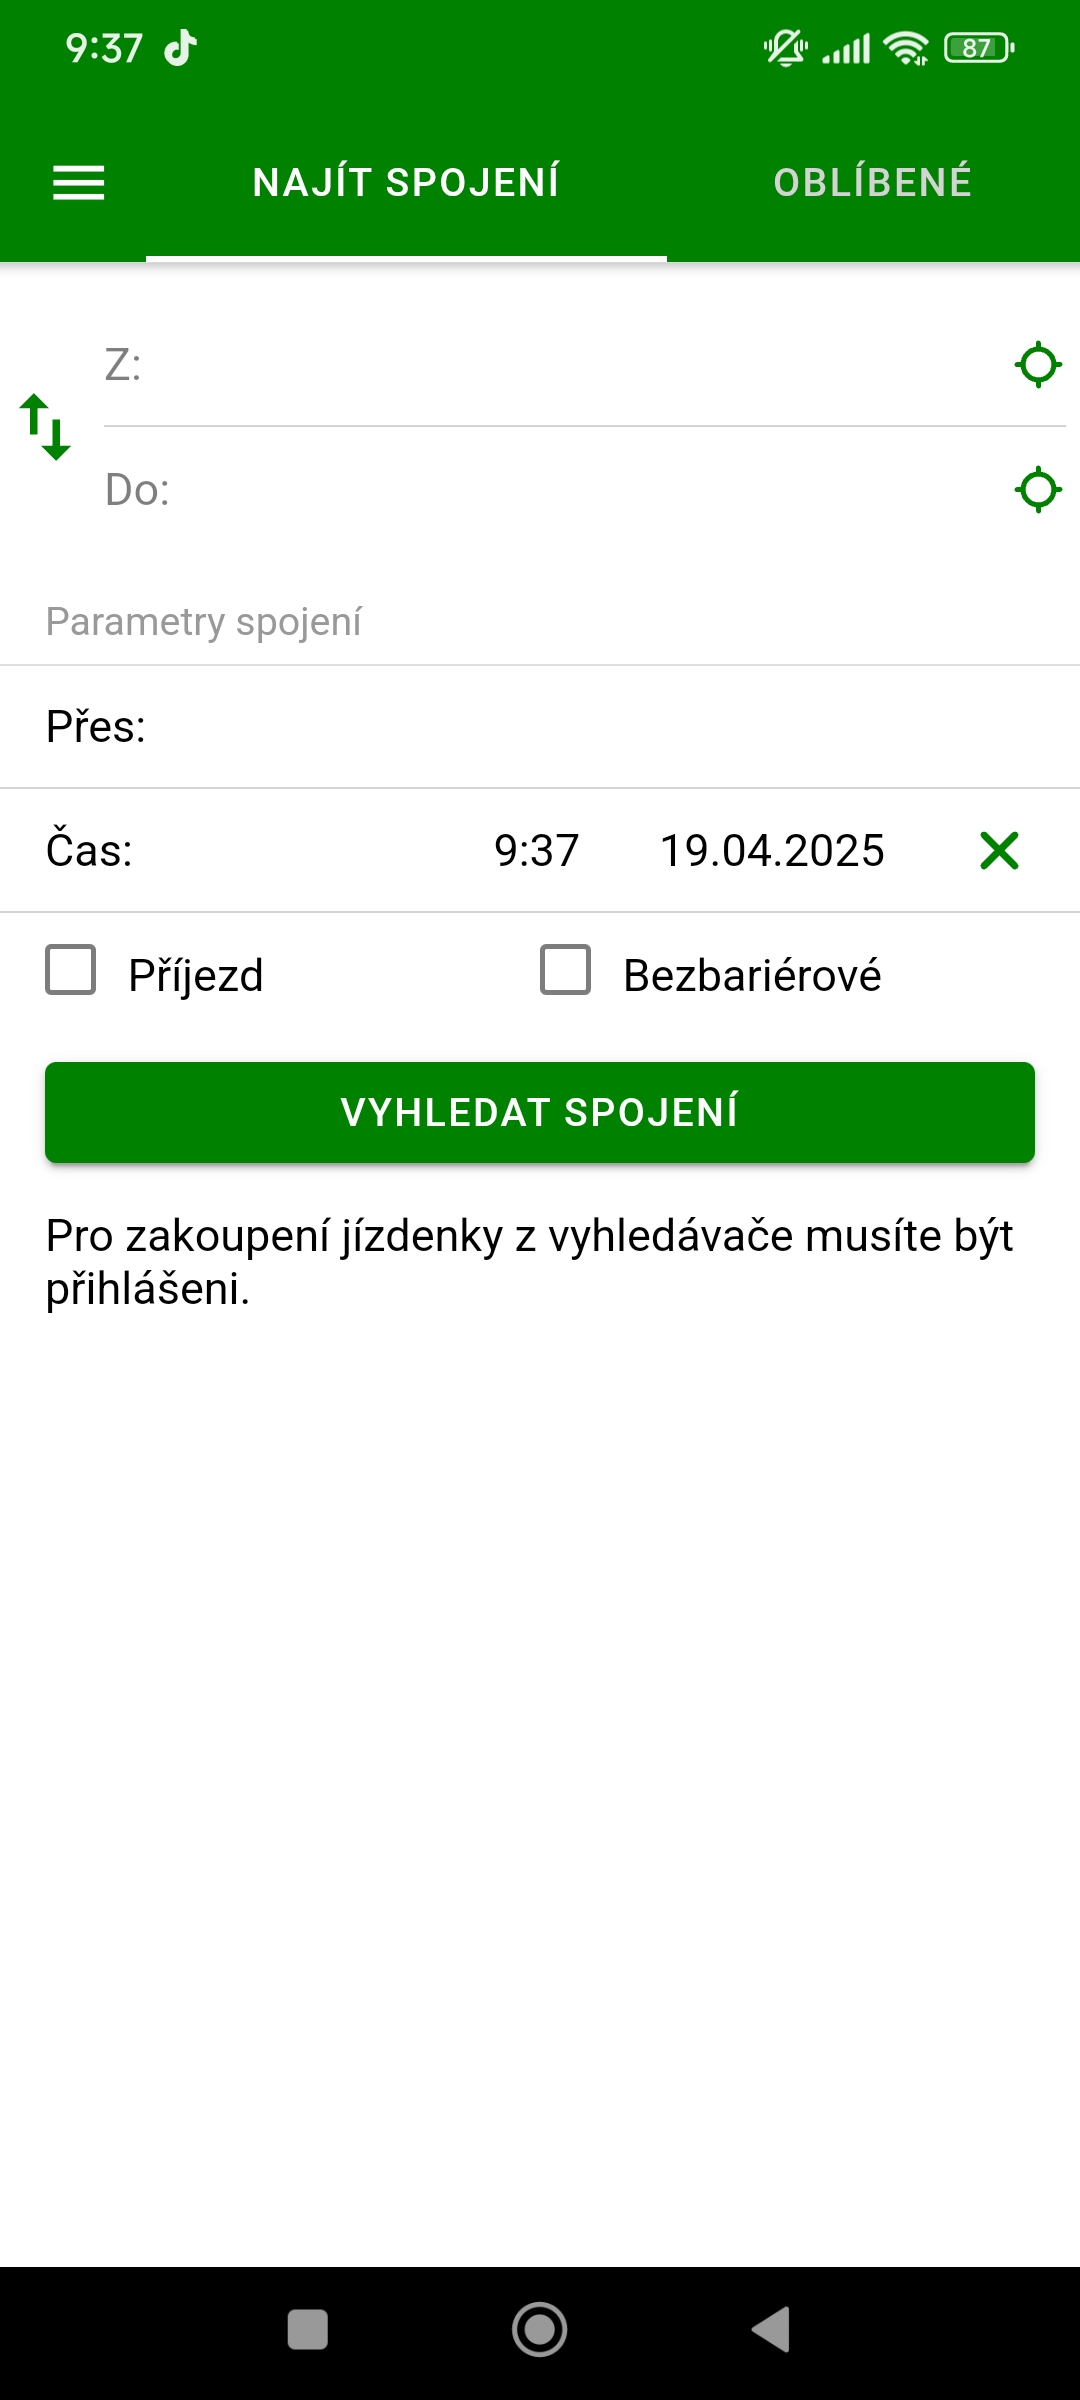 9:37
87
NAJÍT SPOJENÍ OBLÍBENÉ
Z:
Do:
Parametry spojení
Přes:
Čas: 9:37 19.04.2025
Příjezd Bezbariérové
VYHLEDAT SPOJENÍ
Pro zakoupení jízdenky z vyhledávače musíte být
přihlášeni.